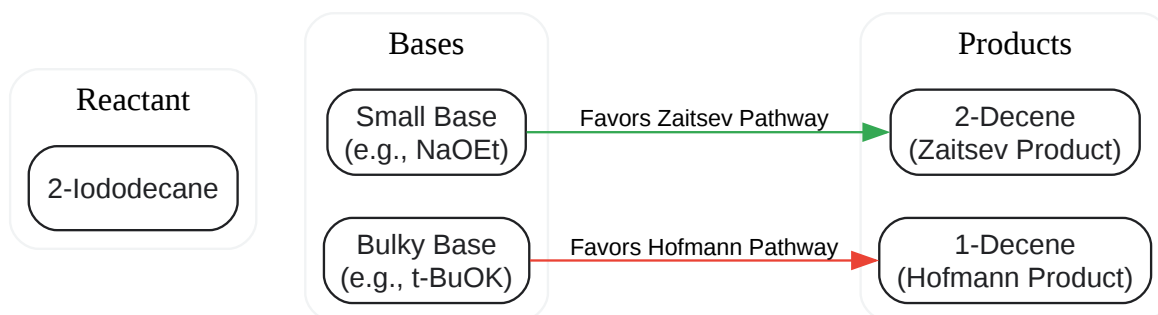 Reactant
2-Iododecane
Bases
Small Base
(e.g., NaOEt)
Bulky Base
(e.g., t-BuOK)
Favors Zaitsev Pathway
Favors Hofmann Pathway
Products
2-Decene
(Zaitsev Product)
1-Decene
(Hofmann Product)